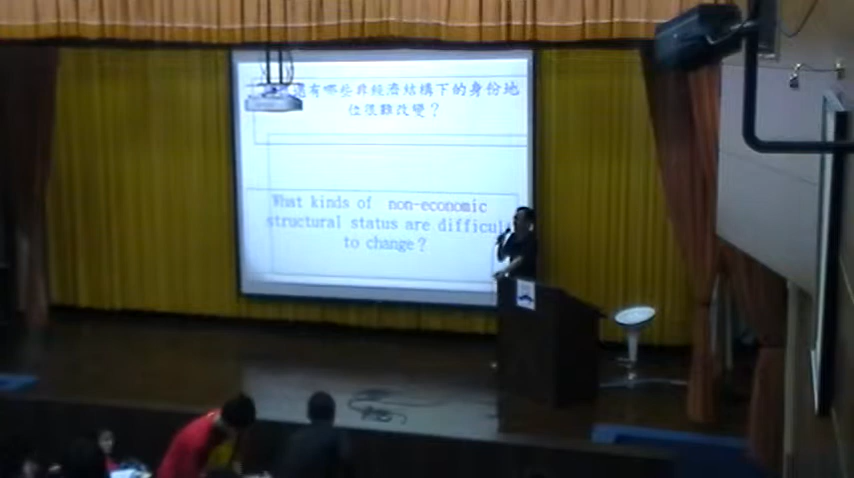 還有哪些非經濟結構下的身份地
位很難改變？
What kinds of non-economic
structural status are difficult
to change?